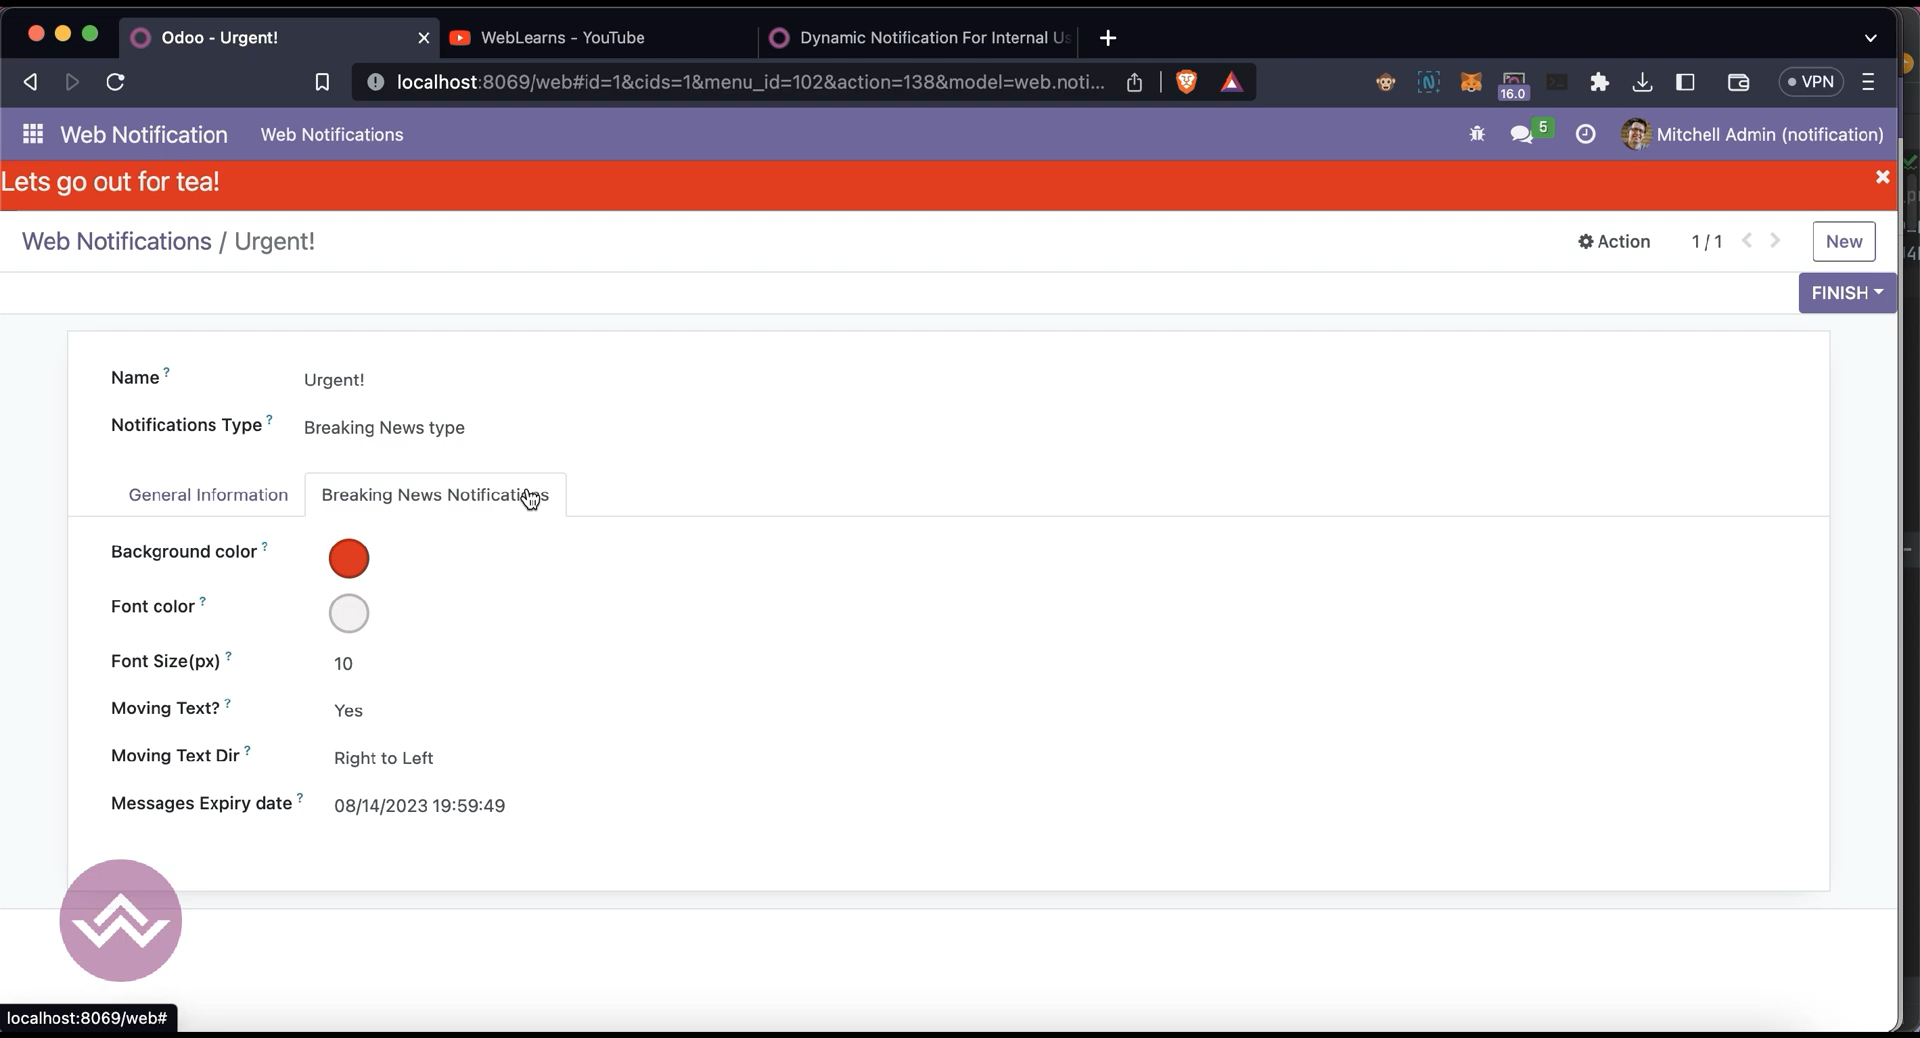 Odoo - Urgent!
WebLearns - YouTube
Dynamic Notification For Internal Us
localhost:8069/web#id=1&cids=1&menu_id=102&action=138&model=web.noti...
16.0
VPN
Web Notification
Web Notifications
5
Mitchell Admin (notification)
Lets go out for tea!
Web Notifications / Urgent!
Action
1 / 1
New
FINISH
Name ?
Urgent!
Notifications Type ?
Breaking News type
General Information
Breaking News Notifications
Background color ?
Font color ?
Font Size(px) ?
10
Moving Text? ?
Yes
Moving Text Dir ?
Right to Left
Messages Expiry date ?
08/14/2023 19:59:49
localhost:8069/web#